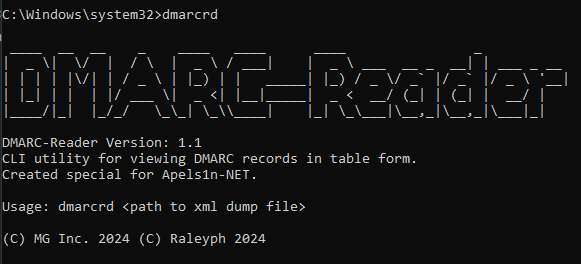 C:\Windows\system32>dmarcrd
DMARC-Reader
DMARC-Reader Version: 1.1
CLI utility for viewing DMARC records in table form.
Created special for Apels1n-NET.
Usage: dmarcrd <path to xml dump file>
(C) MG Inc. 2024 (C) Raleyph 2024